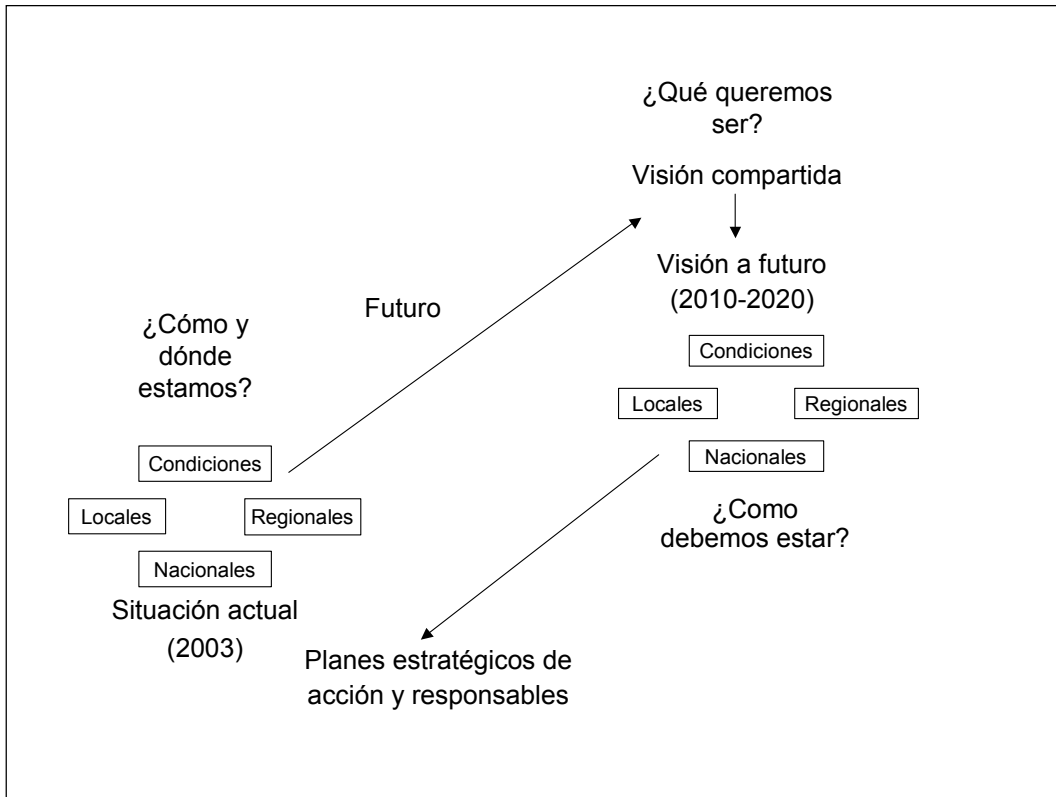 ¿Qué queremos
ser?
Visión compartida
Visión a futuro
(2010-2020)
Futuro
¿Cómo y
dónde
estamos?
Condiciones
Locales
Regionales
Nacionales
¿Como
debemos estar?
Condiciones
Locales
Regionales
Nacionales
Situación actual
(2003)
Planes estratégicos de
acción y responsables